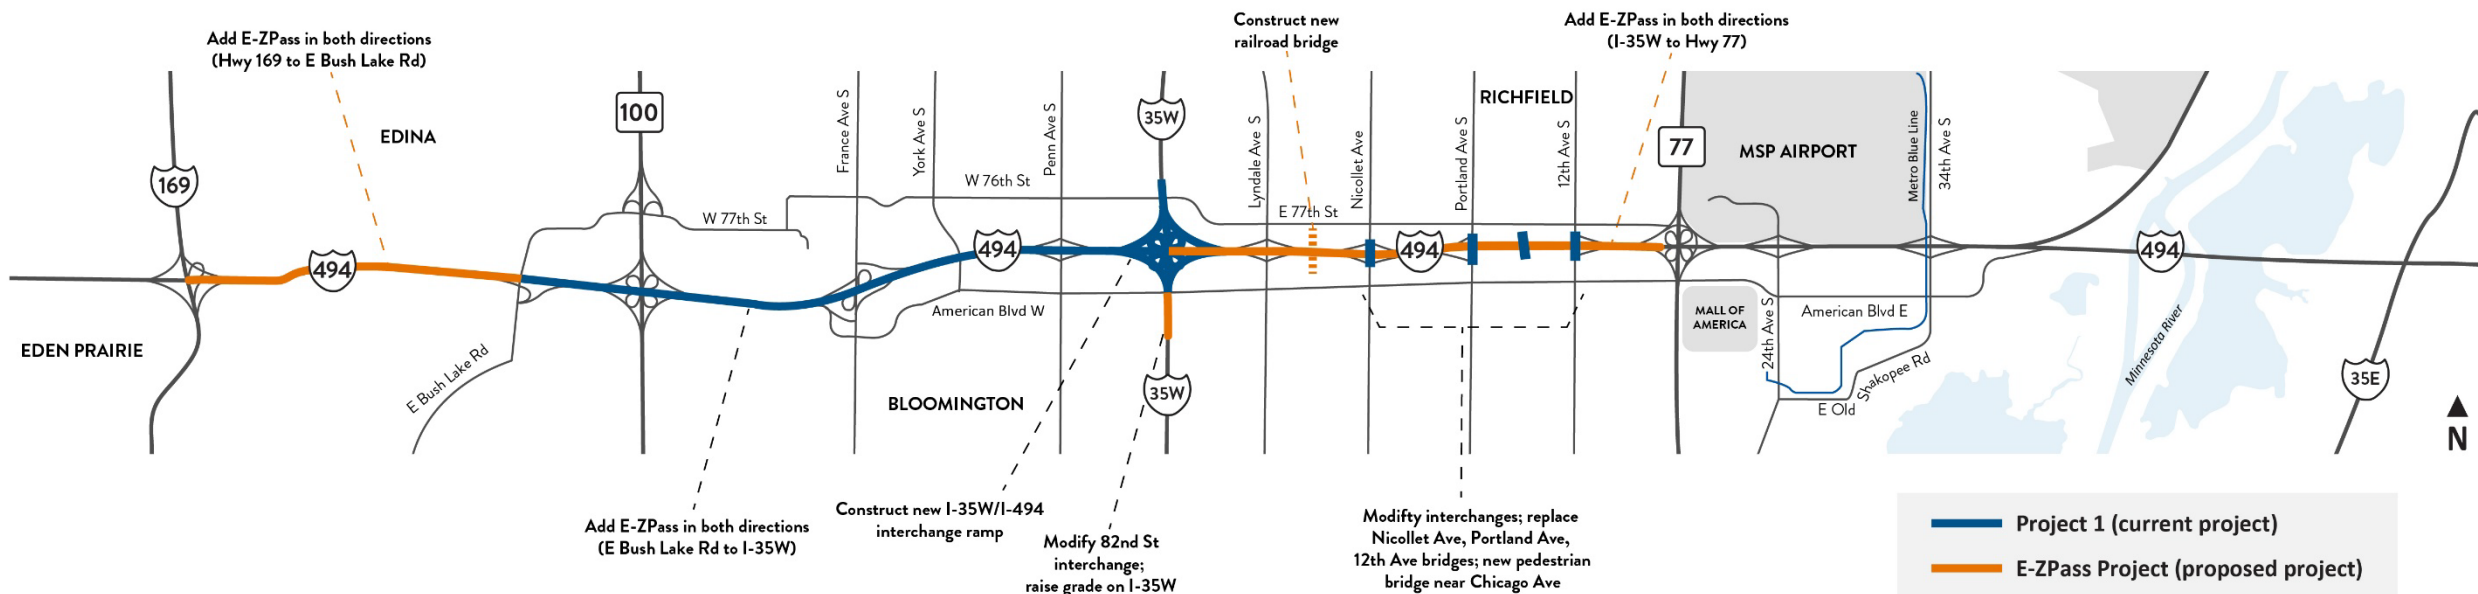 Add E-ZPass in both directions
(Hwy 169 to E Bush Lake Rd)
Construct new
railroad bridge
Add E-ZPass in both directions
(I-35W to Hwy 77)
EDINA
100
169
France Ave S
York Ave S
Penn Ave S
35W
Lyndale Ave S
Nicollet Ave
Portland Ave S
RICHFIELD
12th Ave S
77
MSP AIRPORT
Metro Blue Line
34th Ave S
W 76th St
W 77th St
E 77th St
494
494
494
494
EDEN PRAIRIE
E Bush Lake Rd
American Blvd W
BLOOMINGTON
35W
MALL OF
AMERICA
24th Ave S
American Blvd E
E Old
Shakopee Rd
Minnesota River
35E
N
Add E-ZPass in both directions
(E Bush Lake Rd to I-35W)
Construct new I-35W/I-494
interchange ramp
Modify 82nd St
interchange;
raise grade on I-35W
Modifty interchanges; replace
Nicollet Ave, Portland Ave,
12th Ave bridges; new pedestrian
bridge near Chicago Ave
Project 1 (current project)
E-ZPass Project (proposed project)